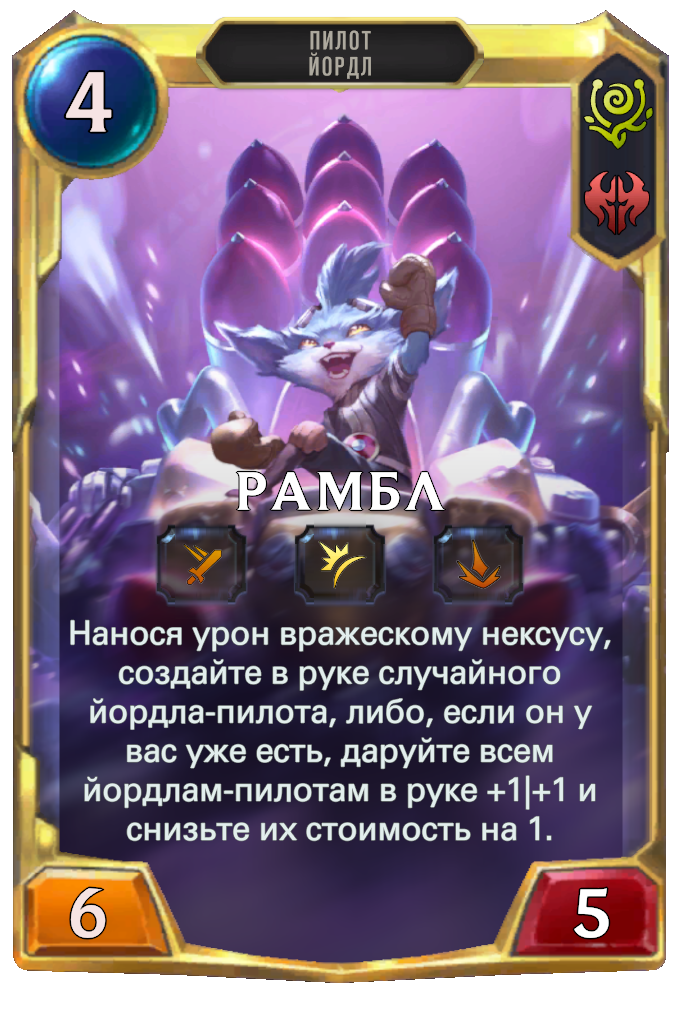 ПИЛОТ
ЙОРДЛ
4
РАМБЛ
Нанося урон вражескому нексусу,
создайте в руке случайного
йордла-пилота, либо, если он у
вас уже есть, даруйте всем
йордлам-пилотам в руке +1|+1 и
снизьте их стоимость на 1.
6
5